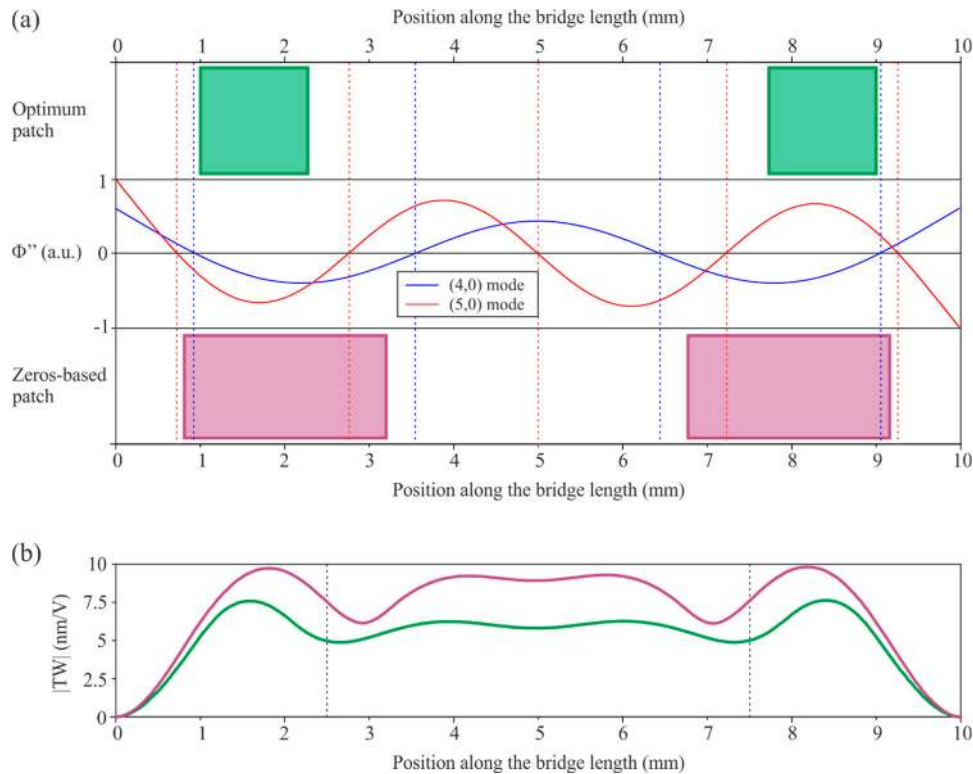 (a)
Position along the bridge length (mm)
0 1 2 3 4 5 6 7 8 9 10
Optimum
patch
1
Φ’’ (a.u.) 0
(4,0) mode
(5,0) mode
-1
Zeros-based
patch
0 1 2 3 4 5 6 7 8 9 10
Position along the bridge length (mm)
(b)
10
7.5
5
2.5
0
|TW| (nm/V)
0 1 2 3 4 5 6 7 8 9 10
Position along the bridge length (mm)